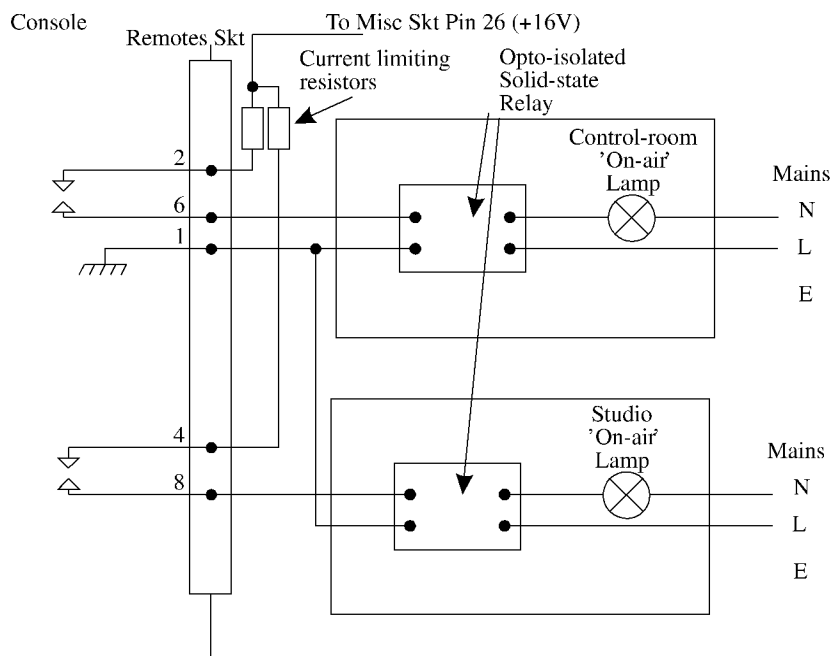 Console
To Misc Skt Pin 26 (+16V)
Remotes Skt
Current limiting
resistors
Opto-isolated
Solid-state
Relay
Control-room
'On-air'
Lamp
Mains
2
6
1
N
L
E
4
8
Studio
'On-air'
Lamp
Mains
N
L
E